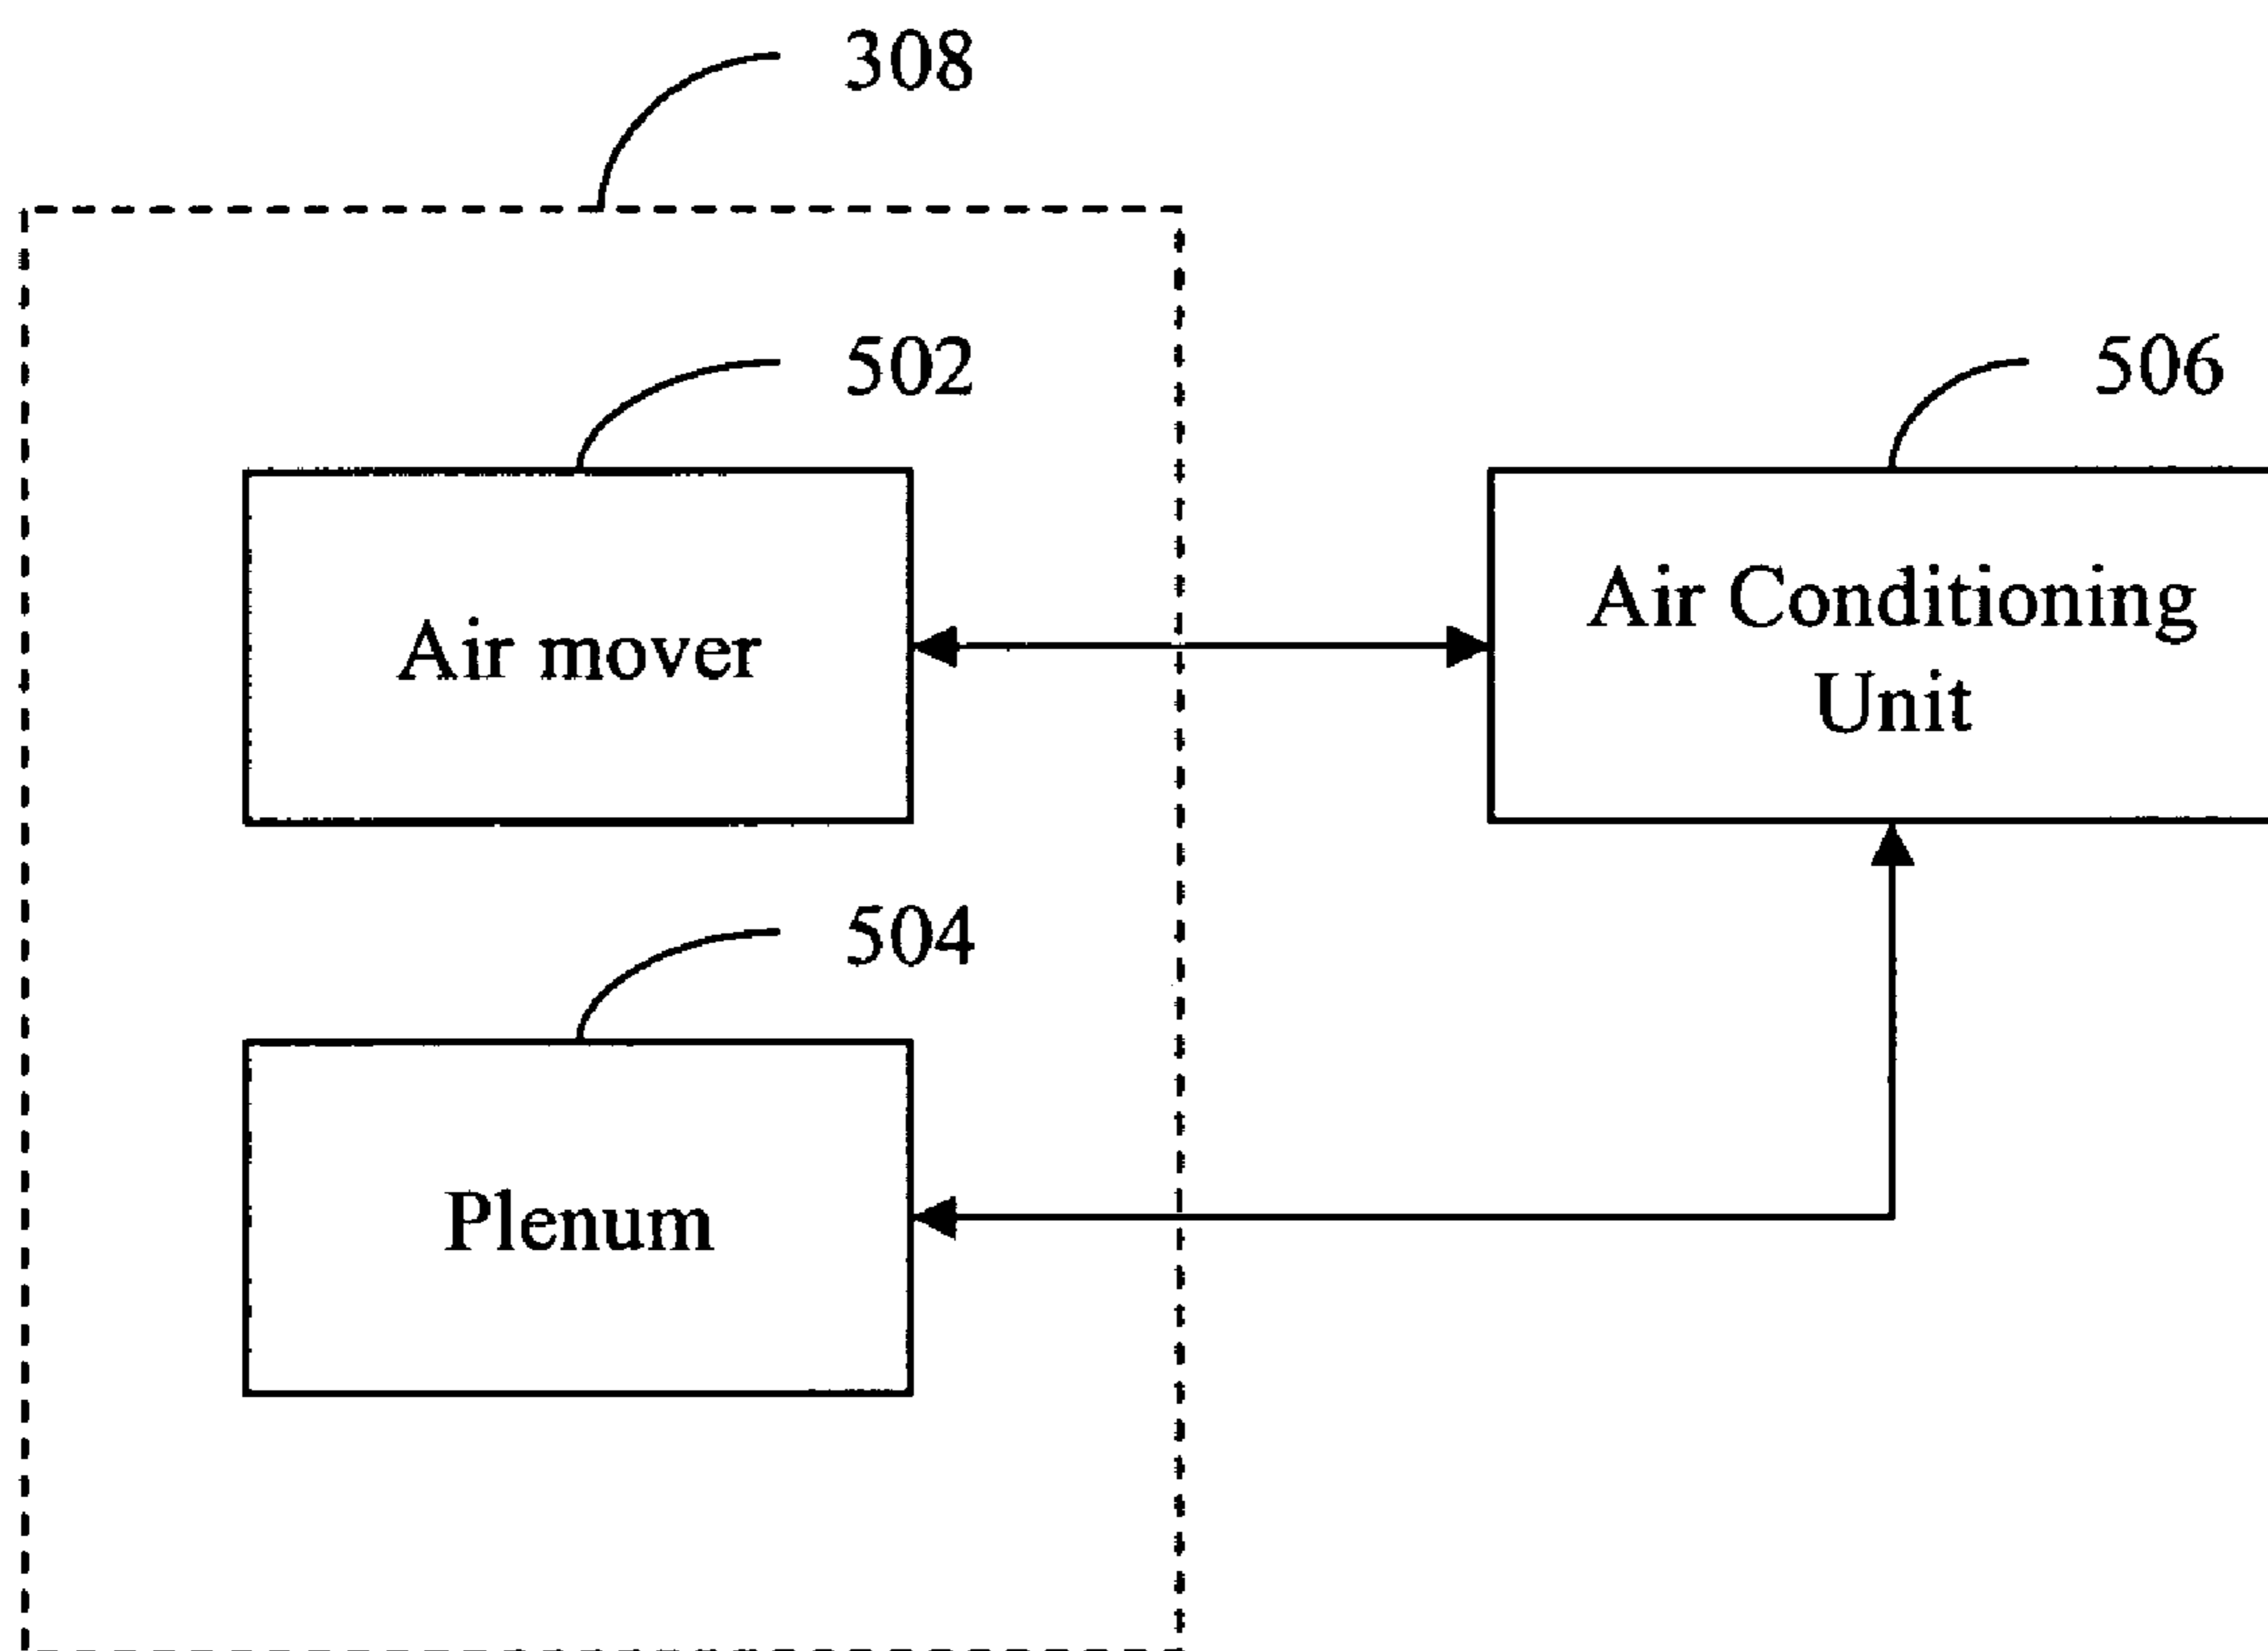 308
502
506
Air mover
Air Conditioning
Unit
504
Plenum